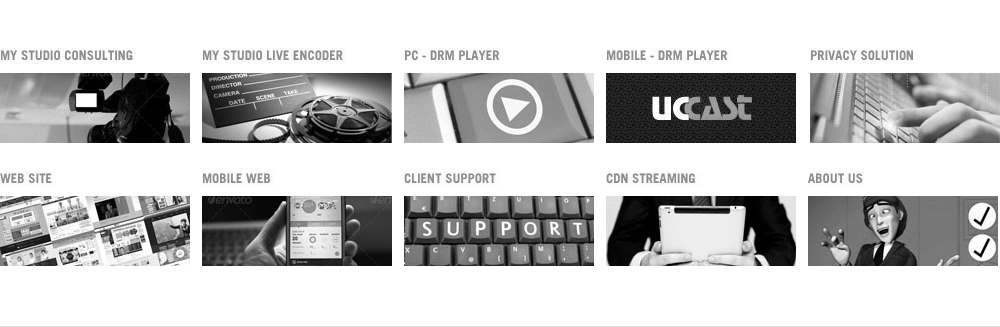 MY STUDIO CONSULTING
MY STUDIO LIVE ENCODER
PC - DRM PLAYER
MOBILE - DRM PLAYER
PRIVACY SOLUTION
PRODUCTION
DIRECTOR
CAMERA
DATE SCENE TAKE
UCCAST
WEB SITE
MOBILE WEB
CLIENT SUPPORT
CDN STREAMING
ABOUT US
envato
SUPPORT